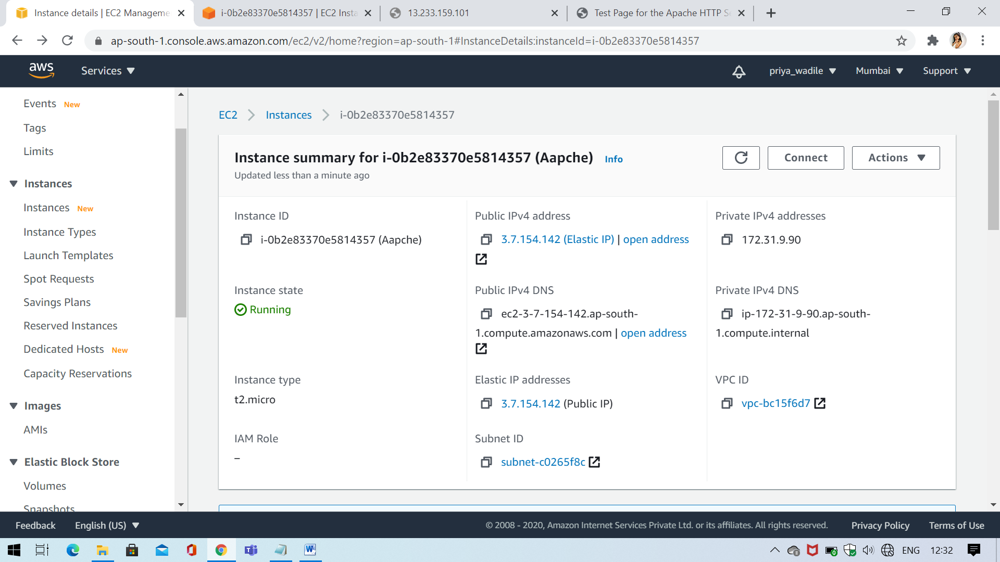 Instance details | EC2 Manageme
i-0b2e83370e5814357 | EC2 Insta
13.233.159.101
Test Page for the Apache HTTP Se
ap-south-1.console.aws.amazon.com/ec2/v2/home?region=ap-south-1#InstanceDetails:instanceId=i-0b2e83370e5814357
aws
Services
priya_wadile
Mumbai
Support
Events New
Tags
Limits
Instances
Instances New
Instance Types
Launch Templates
Spot Requests
Savings Plans
Reserved Instances
Dedicated Hosts New
Capacity Reservations
Images
AMIs
Elastic Block Store
Volumes
Snapshots
EC2 > Instances > i-0b2e83370e5814357
Instance summary for i-0b2e83370e5814357 (Aapche) Info
Updated less than a minute ago
Connect
Actions
Instance ID
i-0b2e83370e5814357 (Aapche)
Public IPv4 address
3.7.154.142 (Elastic IP) | open address
Private IPv4 addresses
172.31.9.90
Instance state
Running
Public IPv4 DNS
ec2-3-7-154-142.ap-south-
1.compute.amazonaws.com | open address
Private IPv4 DNS
ip-172-31-9-90.ap-south-
1.compute.internal
Instance type
t2.micro
Elastic IP addresses
3.7.154.142 (Public IP)
VPC ID
vpc-bc15f6d7
IAM Role
–
Subnet ID
subnet-c0265f8c
Feedback
English (US)
© 2008 - 2020, Amazon Internet Services Private Ltd. or its affiliates. All rights reserved.
Privacy Policy
Terms of Use
ENG
12:32